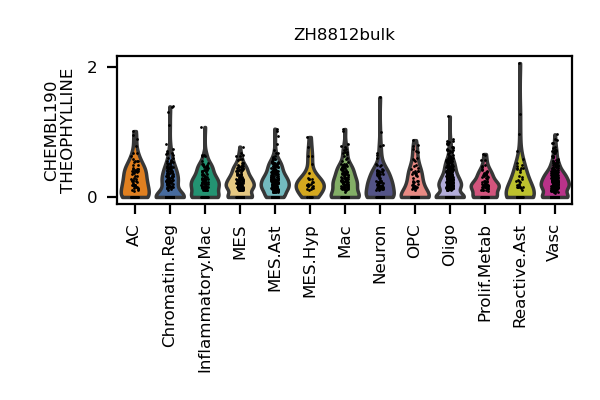 ZH8812bulk
CHEMBL190
THEOPHYLLINE
2
0
AC
Chromatin.Reg
Inflammatory.Mac
MES
MES.Ast
MES.Hyp
Mac
Neuron
OPC
Oligo
Prolif.Metab
Reactive.Ast
Vasc